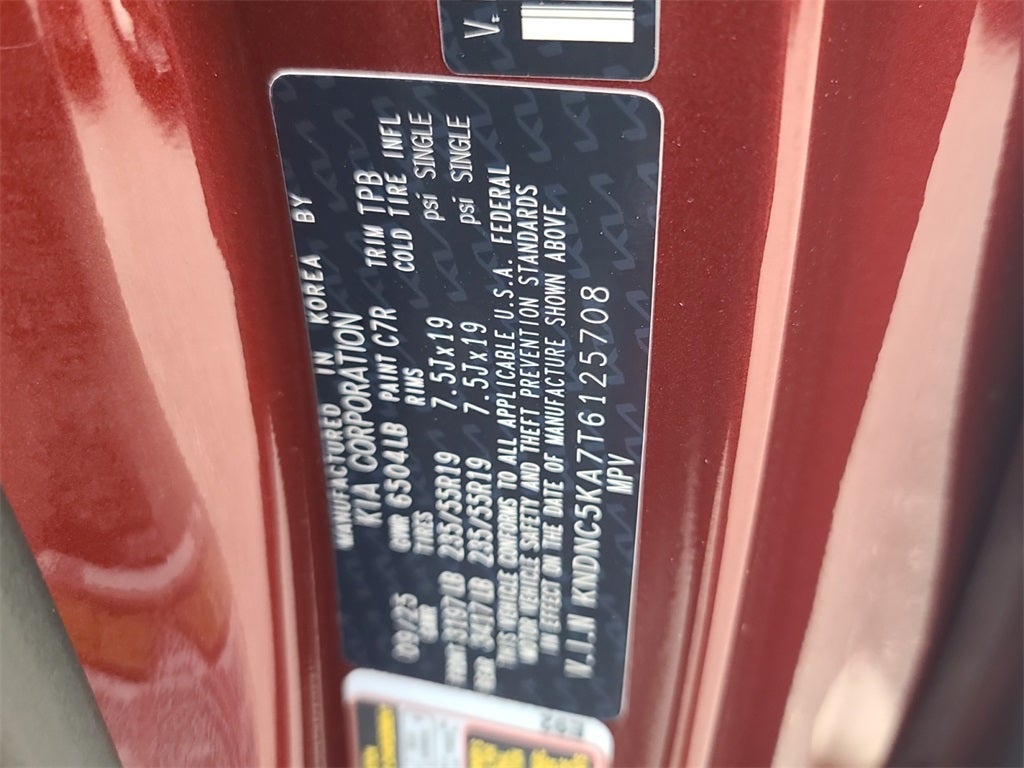 MANUFACTURED IN KOREA BY
KIA CORPORATION
09/25 GVWR 6504LB PAINT C7R TRIM TPB
GAWR TIRES RIMS COLD TIRE INFL
FRONT 3197LB 235/55R19 7.5Jx19 psi SINGLE
REAR 3417LB 235/55R19 7.5Jx19 psi SINGLE
THIS VEHICLE CONFORMS TO ALL APPLICABLE U.S.A. FEDERAL
MOTOR VEHICLE SAFETY AND THEFT PREVENTION STANDARDS
IN EFFECT ON THE DATE OF MANUFACTURE SHOWN ABOVE
V.I.N KNDNC5KA7T6125708
MPV